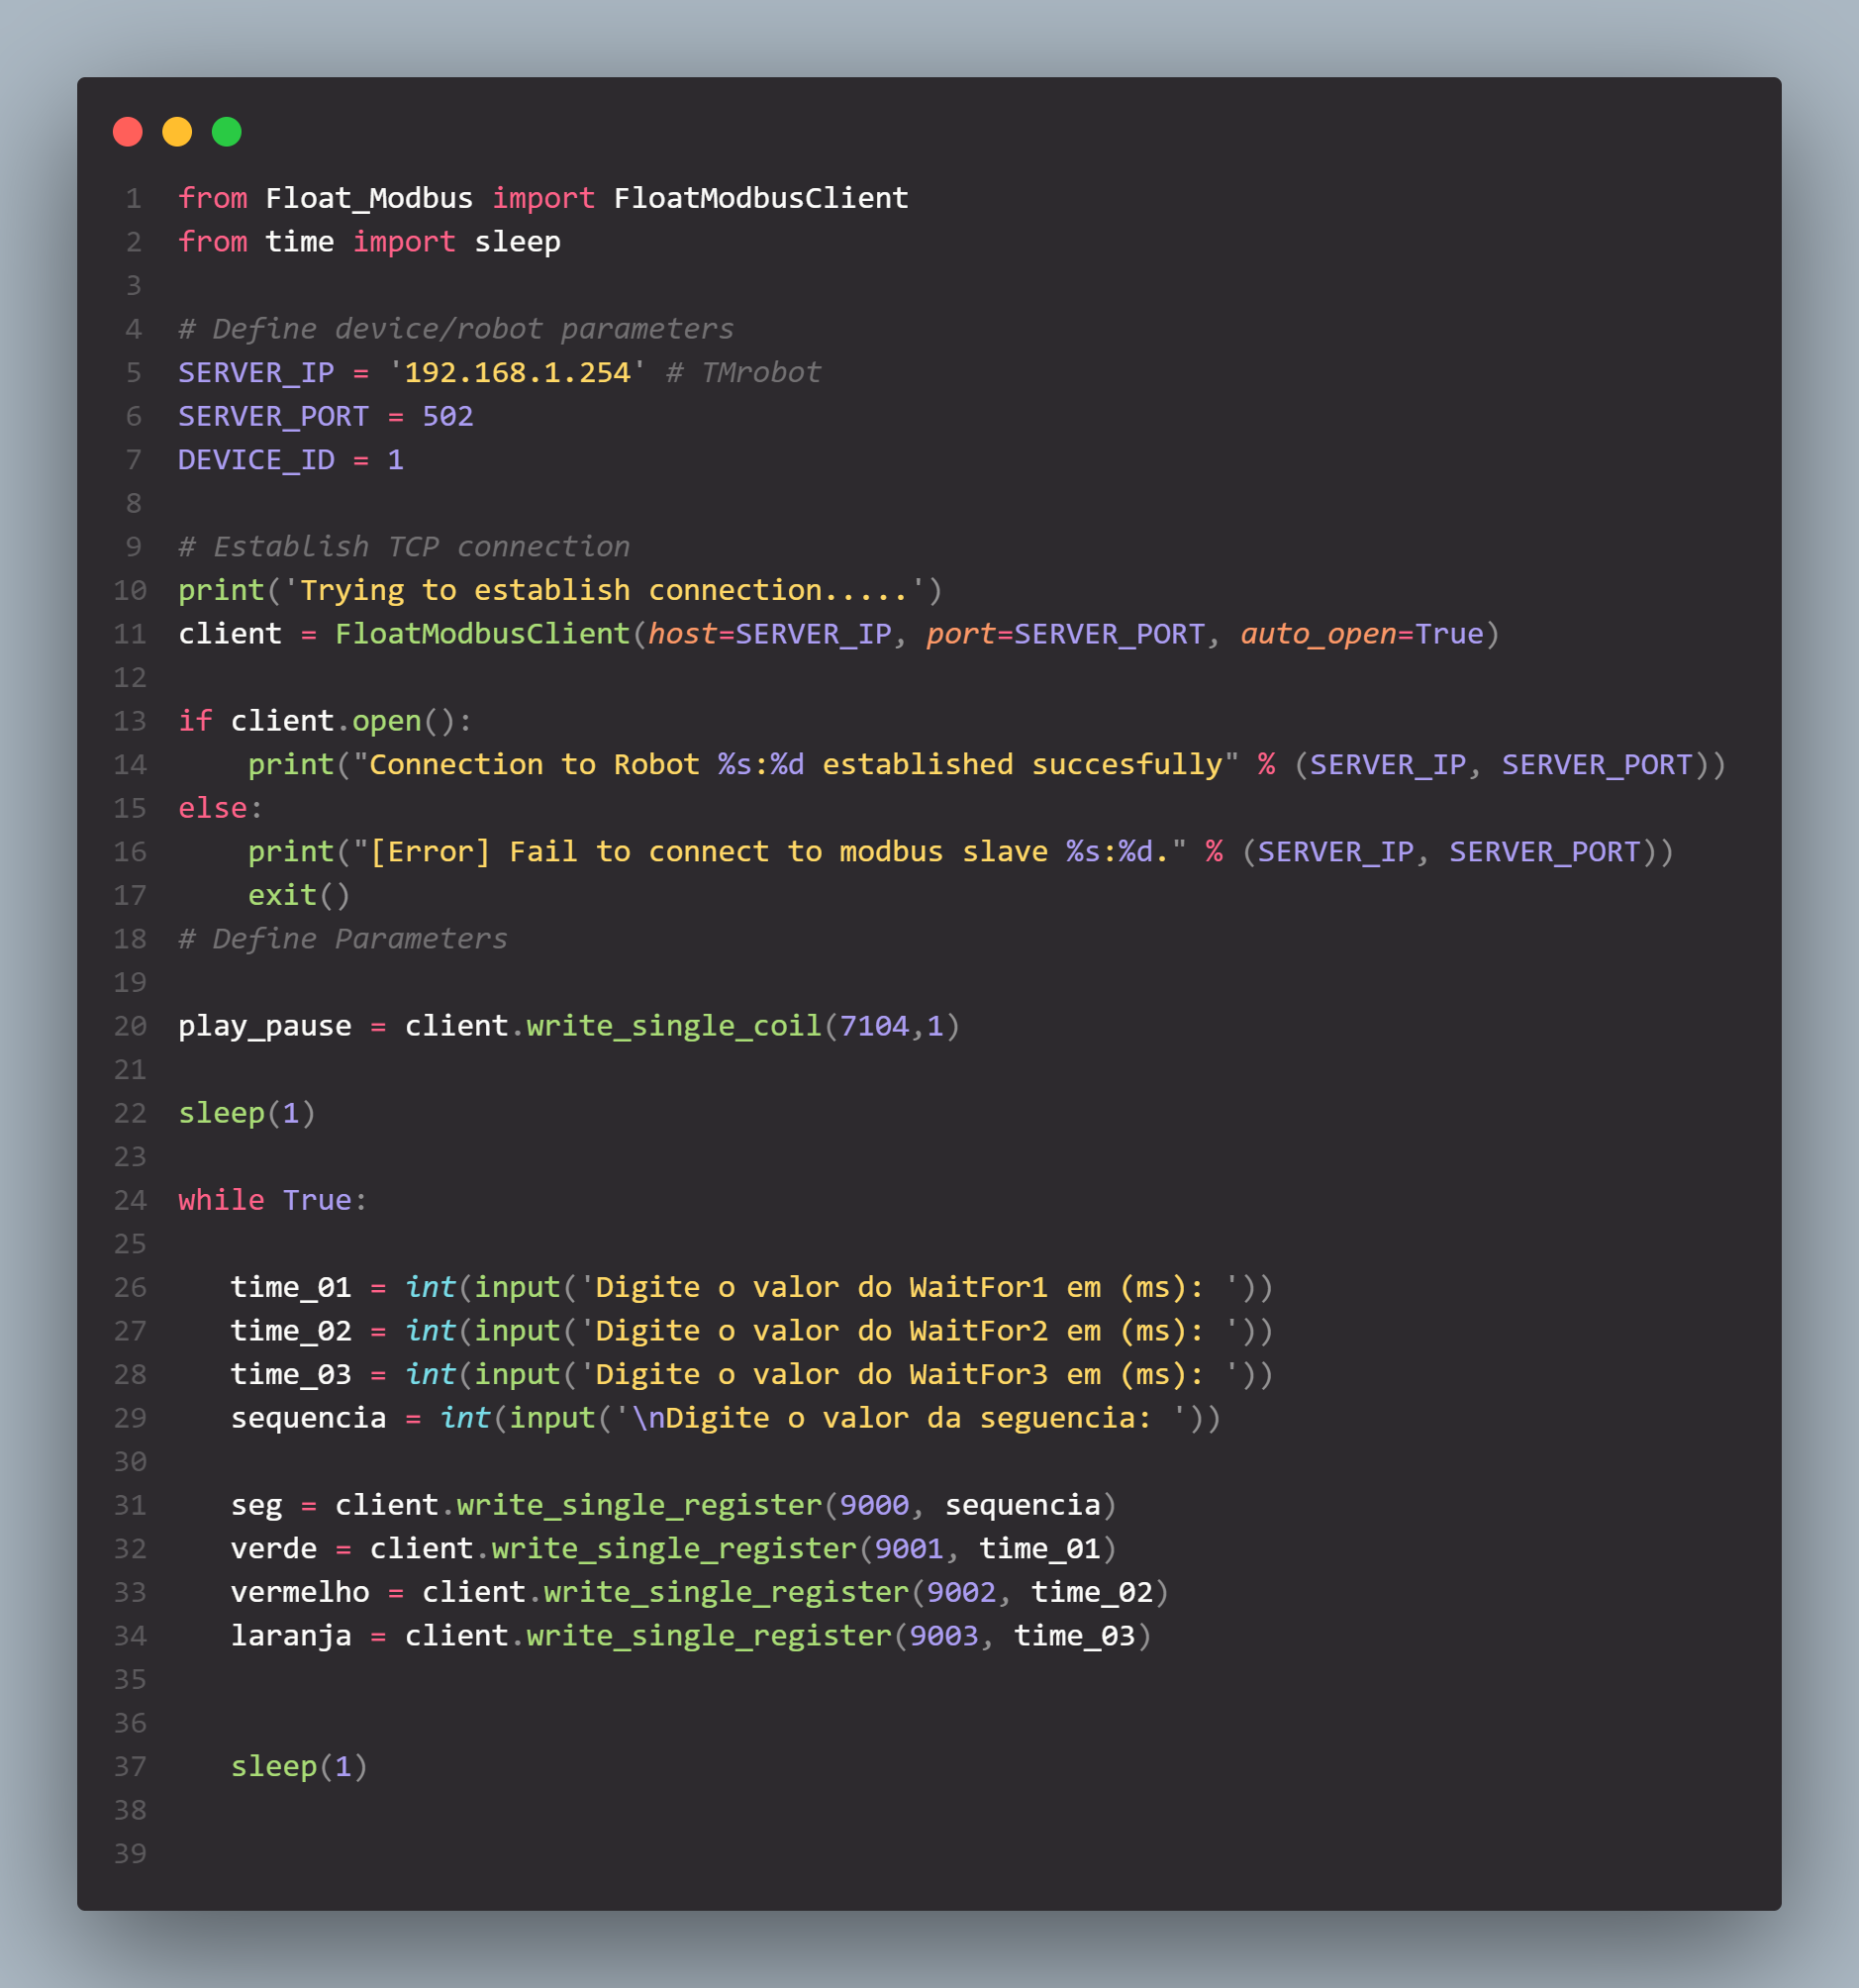 1 from Float_Modbus import FloatModbusClient
2 from time import sleep
3
4 # Define device/robot parameters
5 SERVER_IP = '192.168.1.254' # TMrobot
6 SERVER_PORT = 502
7 DEVICE_ID = 1
8
9 # Establish TCP connection
10 print('Trying to establish connection.....')
11 client = FloatModbusClient(host=SERVER_IP, port=SERVER_PORT, auto_open=True)
12
13 if client.open():
14     print("Connection to Robot %s:%d established succesfully" % (SERVER_IP, SERVER_PORT))
15 else:
16     print("[Error] Fail to connect to modbus slave %s:%d." % (SERVER_IP, SERVER_PORT))
17     exit()
18 # Define Parameters
19
20 play_pause = client.write_single_coil(7104,1)
21
22 sleep(1)
23
24 while True:
25
26    time_01 = int(input('Digite o valor do WaitFor1 em (ms): '))
27    time_02 = int(input('Digite o valor do WaitFor2 em (ms): '))
28    time_03 = int(input('Digite o valor do WaitFor3 em (ms): '))
29    sequencia = int(input('\nDigite o valor da seguencia: '))
30
31    seg = client.write_single_register(9000, sequencia)
32    verde = client.write_single_register(9001, time_01)
33    vermelho = client.write_single_register(9002, time_02)
34    laranja = client.write_single_register(9003, time_03)
35
36
37    sleep(1)
38
39